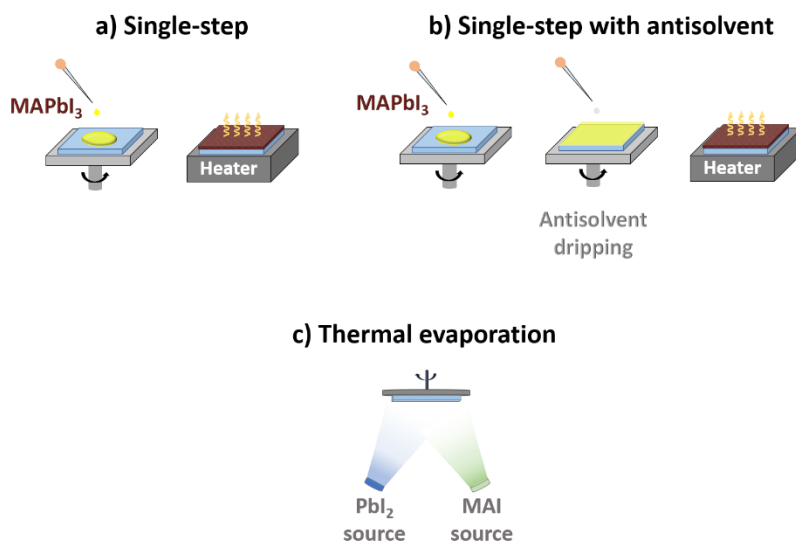 a) Single-step
MAPbI₃
Heater
b) Single-step with antisolvent
MAPbI₃
Antisolvent
dripping
Heater
c) Thermal evaporation
PbI₂
source
MAI
source